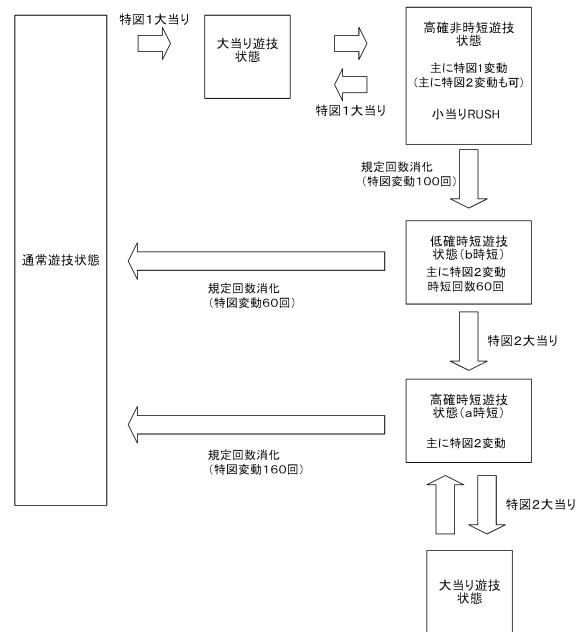 特図1大当り
大当り遊技
状態
特図1大当り
高確非時短遊技
状態
主に特図1変動
(主に特図2変動も可)
小当りRUSH
規定回数消化
(特図変動100回)
通常遊技状態
低確時短遊技
状態(b時短)
主に特図2変動
時短回数60回
規定回数消化
(特図変動60回)
特図2大当り
高確時短遊技
状態(a時短)
主に特図2変動
規定回数消化
(特図変動160回)
特図2大当り
大当り遊技
状態